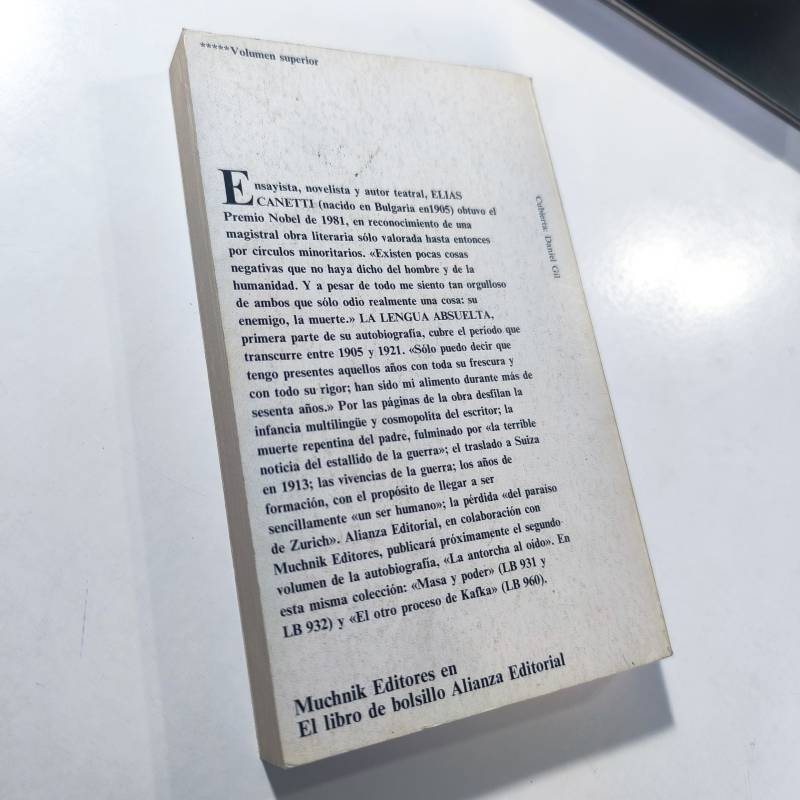 *****Volumen superior
Ensayista, novelista y autor teatral, ELIAS
CANETTI (nacido en Bulgaria en1905) obtuvo el
Premio Nobel de 1981, en reconocimiento de una
magistral obra literaria sólo valorada hasta entonces
por círculos minoritarios. «Existen pocas cosas
negativas que no haya dicho del hombre y de la
humanidad. Y a pesar de todo me siento tan orgulloso
de ambos que sólo odio realmente una cosa: su
enemigo, la muerte.» LA LENGUA ABSUELTA,
primera parte de su autobiografía, cubre el período que
transcurre entre 1905 y 1921. «Sólo puedo decir que
tengo presentes aquellos años con toda su frescura y
con todo su rigor; han sido mi alimento durante más de
sesenta años.» Por las páginas de la obra desfilan la
infancia multilingüe y cosmopolita del escritor; la
muerte repentina del padre, fulminado por «la terrible
noticia del estallido de la guerra»; el traslado a Suiza
en 1913; las vivencias de la guerra; los años de
formación, con el propósito de llegar a ser
sencillamente «un ser humano»; la pérdida «del paraíso
de Zurich». Alianza Editorial, en colaboración con
Muchnik Editores, publicará próximamente el segundo
volumen de la autobiografía, «La antorcha al oído». En
esta misma colección: «Masa y poder» (LB 931 y
LB 932) y «El otro proceso de Kafka» (LB 960).
Cubierta: Daniel Gil
Muchnik Editores en
El libro de bolsillo Alianza Editorial